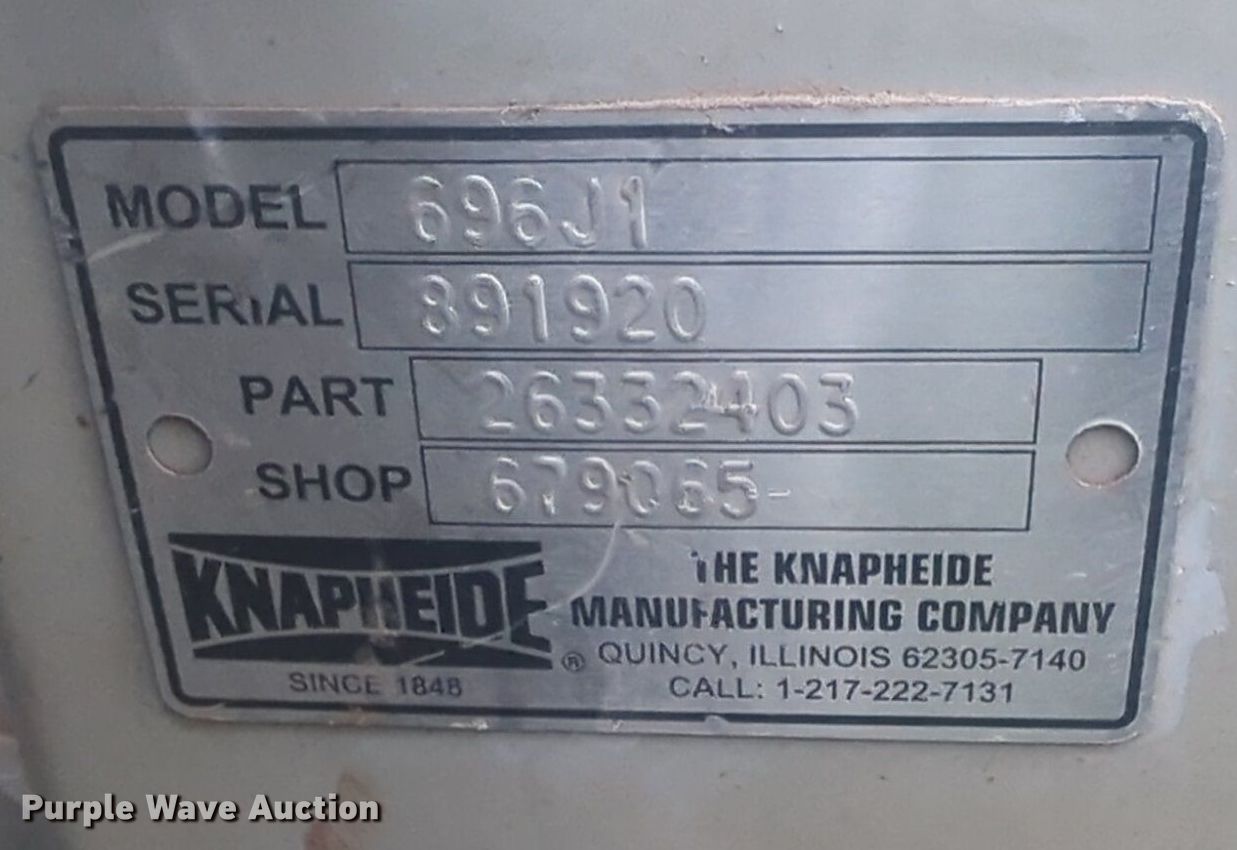 MODEL 696J1
SERIAL 891920
PART 26332403
SHOP 679065-
KNAPHEIDE ®
SINCE 1848
THE KNAPHEIDE
MANUFACTURING COMPANY
QUINCY, ILLINOIS 62305-7140
CALL: 1-217-222-7131
Purple Wave Auction